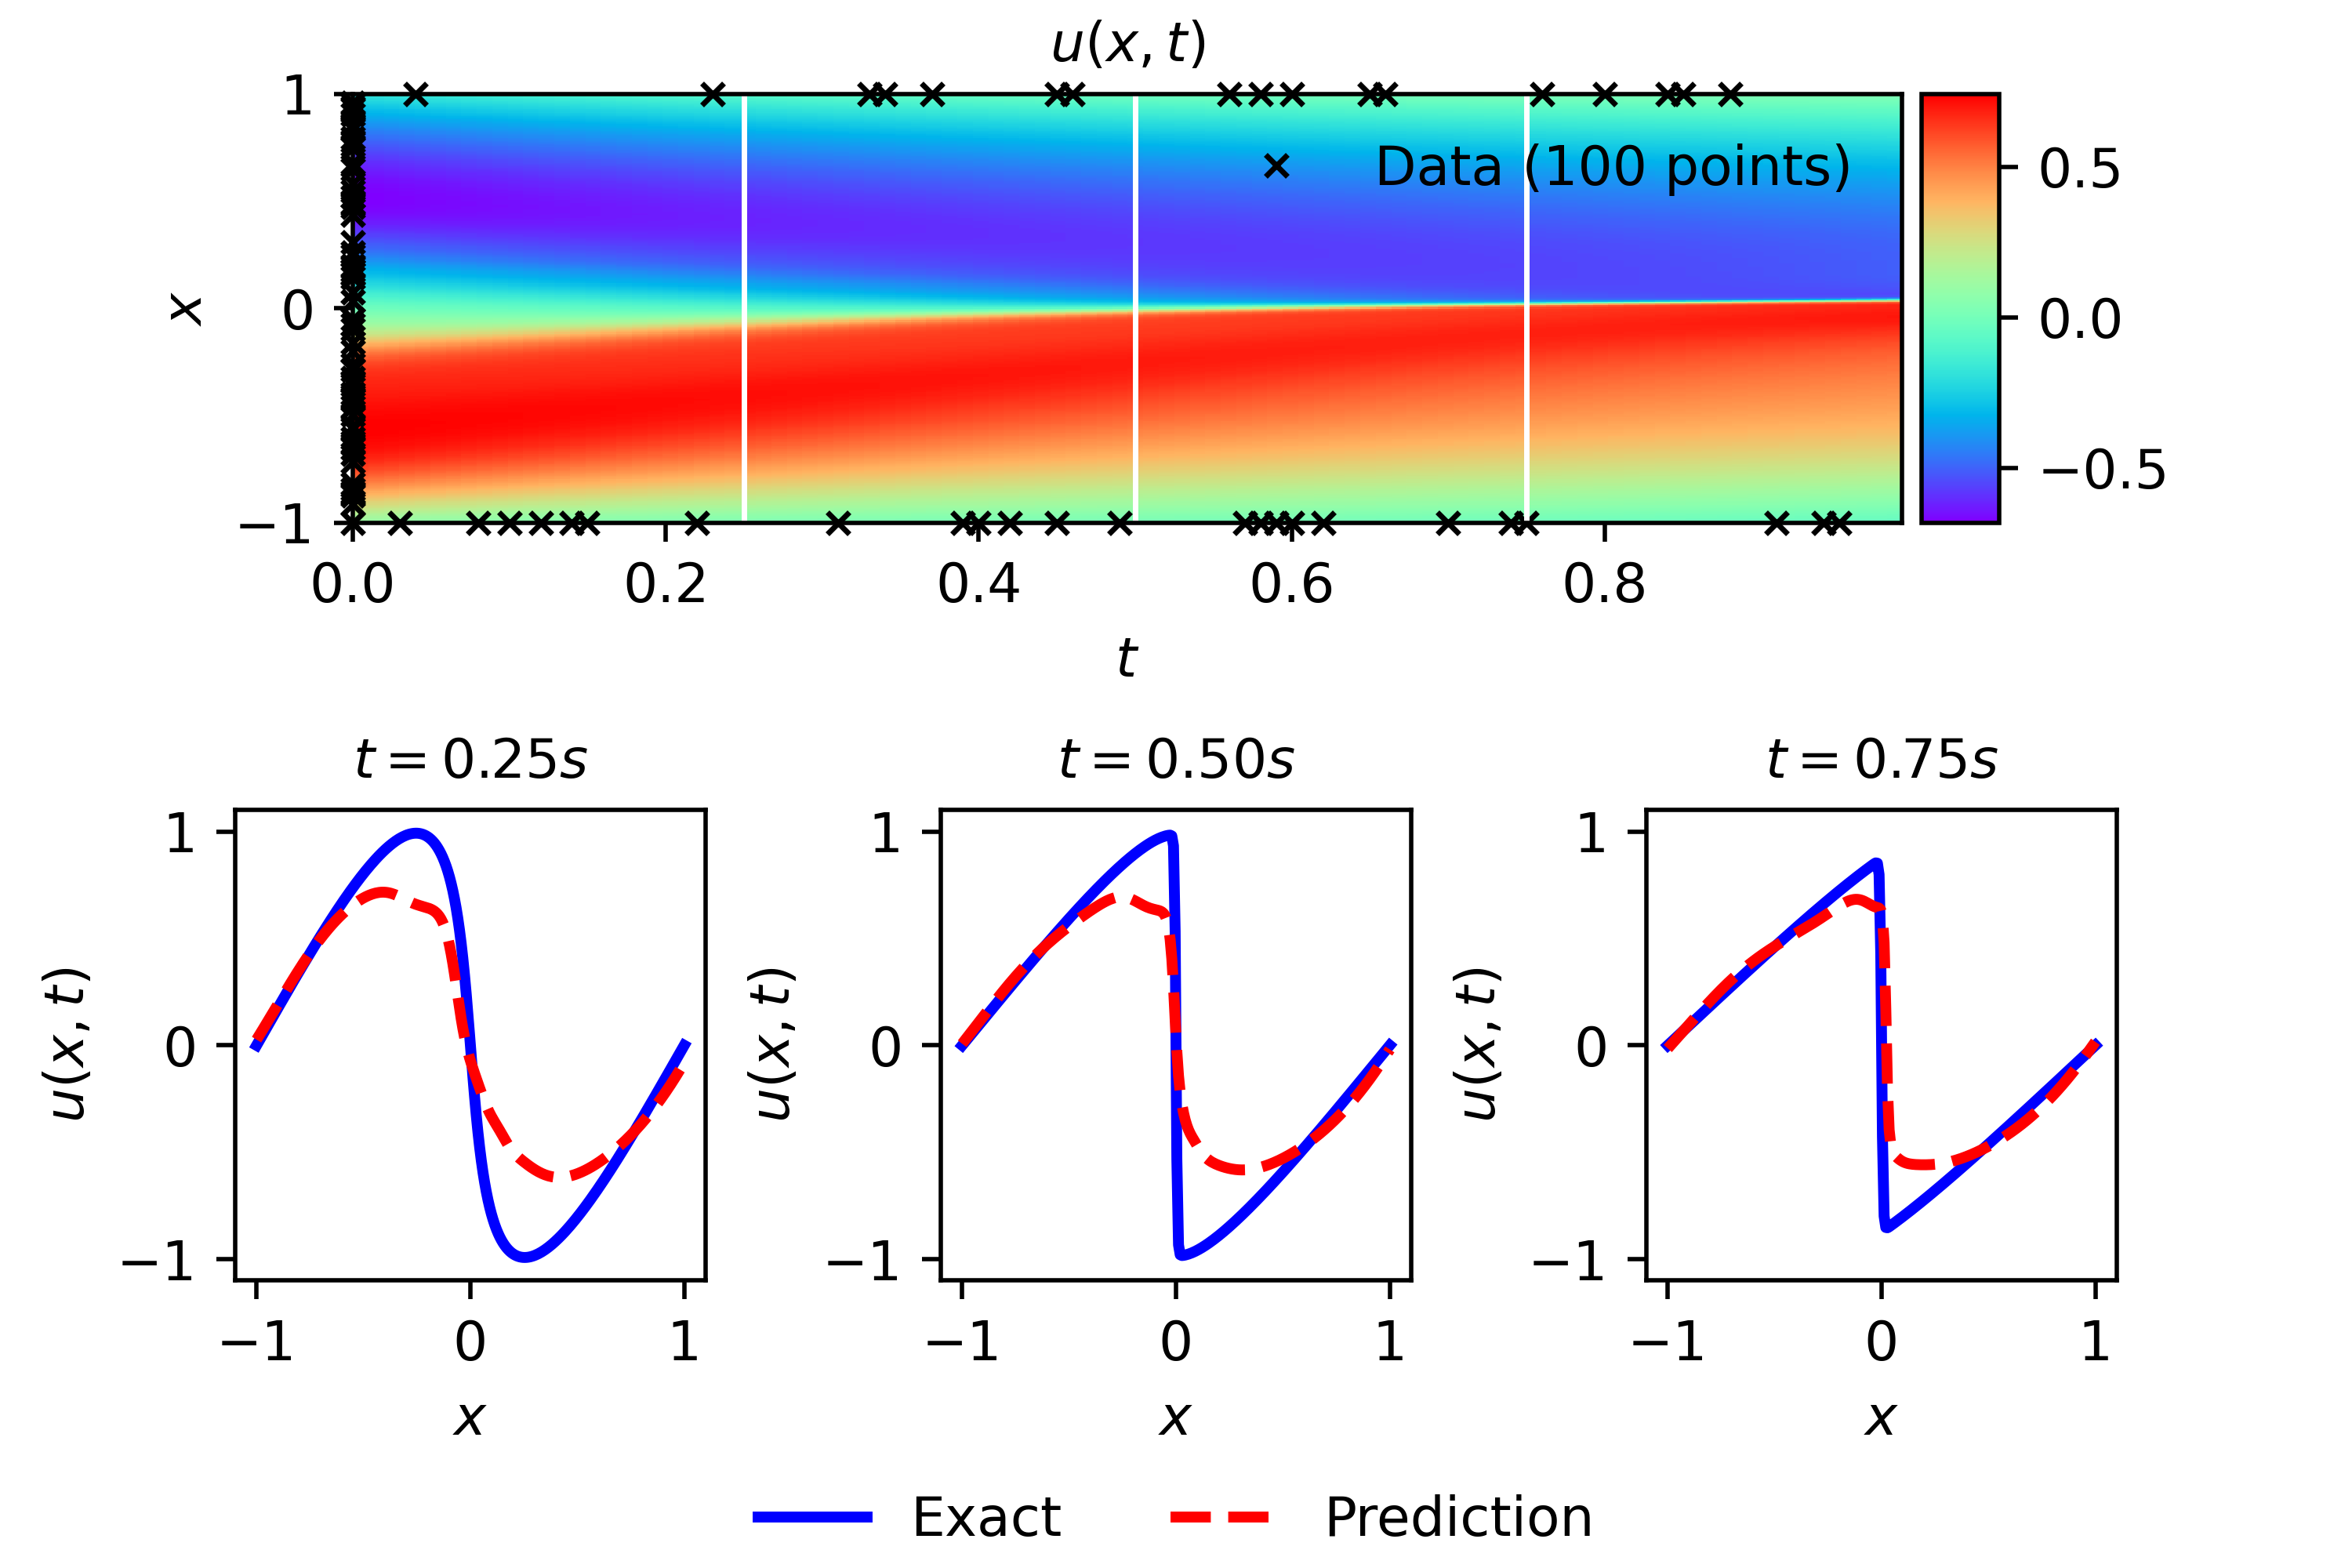 u(x, t)
1
0
−1
x
Data (100 points)
0.5
0.0
−0.5
0.0 0.2 0.4 0.6 0.8
t
t = 0.25s
1
0
−1
u(x, t)
−1 0 1
x
t = 0.50s
1
0
−1
u(x, t)
−1 0 1
x
t = 0.75s
1
0
−1
u(x, t)
−1 0 1
x
Exact Prediction